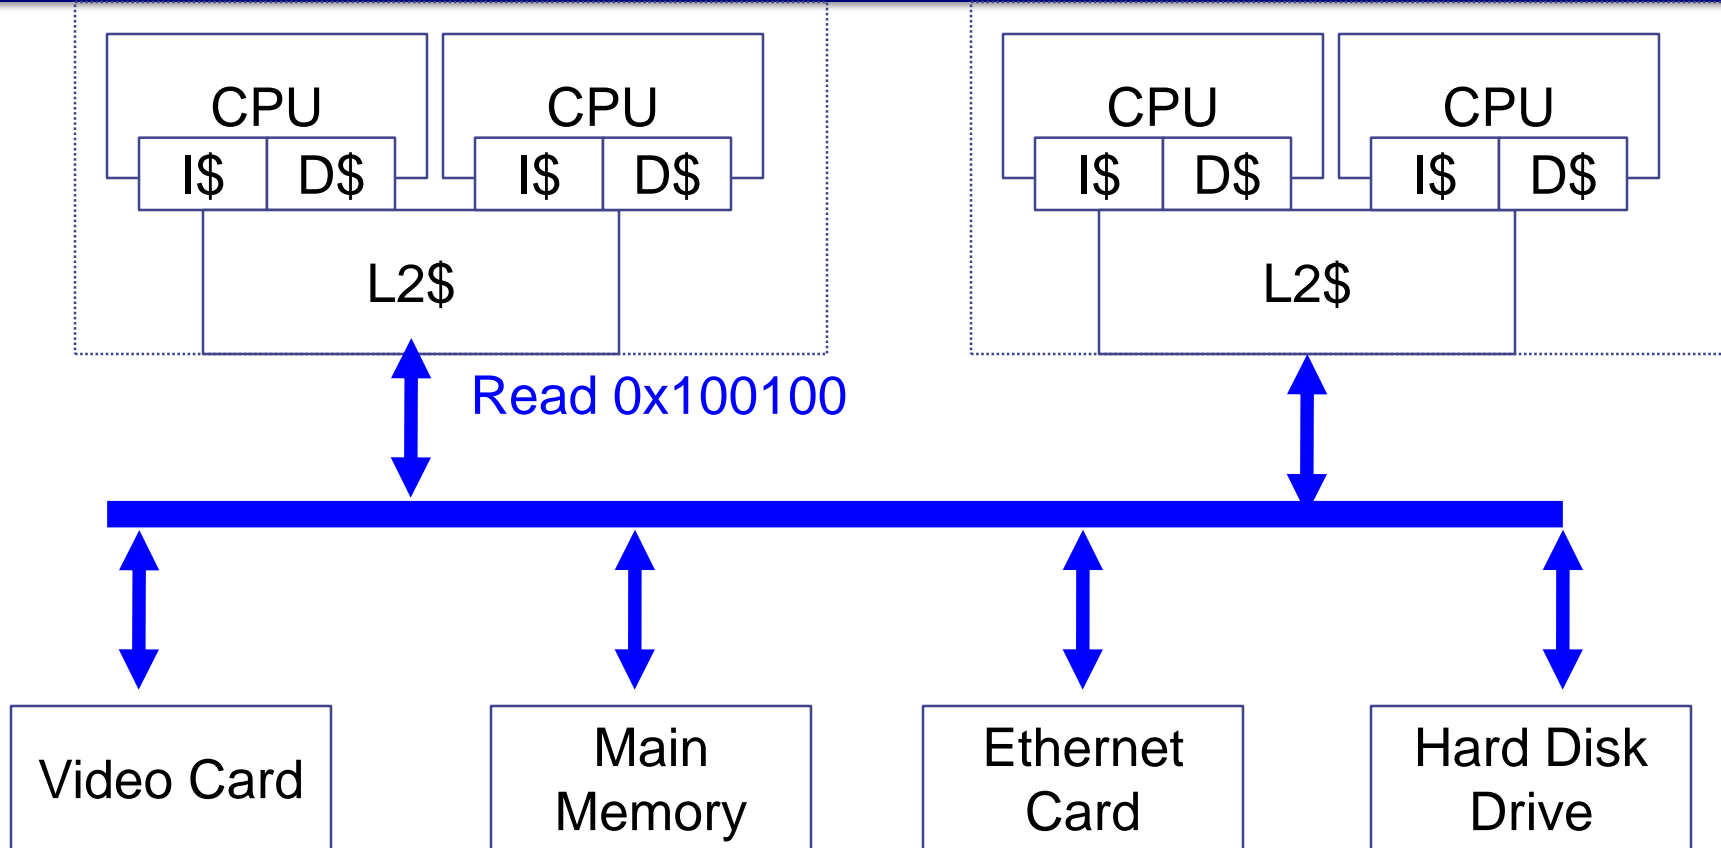 CPU
CPU
CPU
CPU
I$ D$
I$ D$
I$ D$
I$ D$
L2$
L2$
Read 0x100100
Video Card
Main
Memory
Ethernet
Card
Hard Disk
Drive